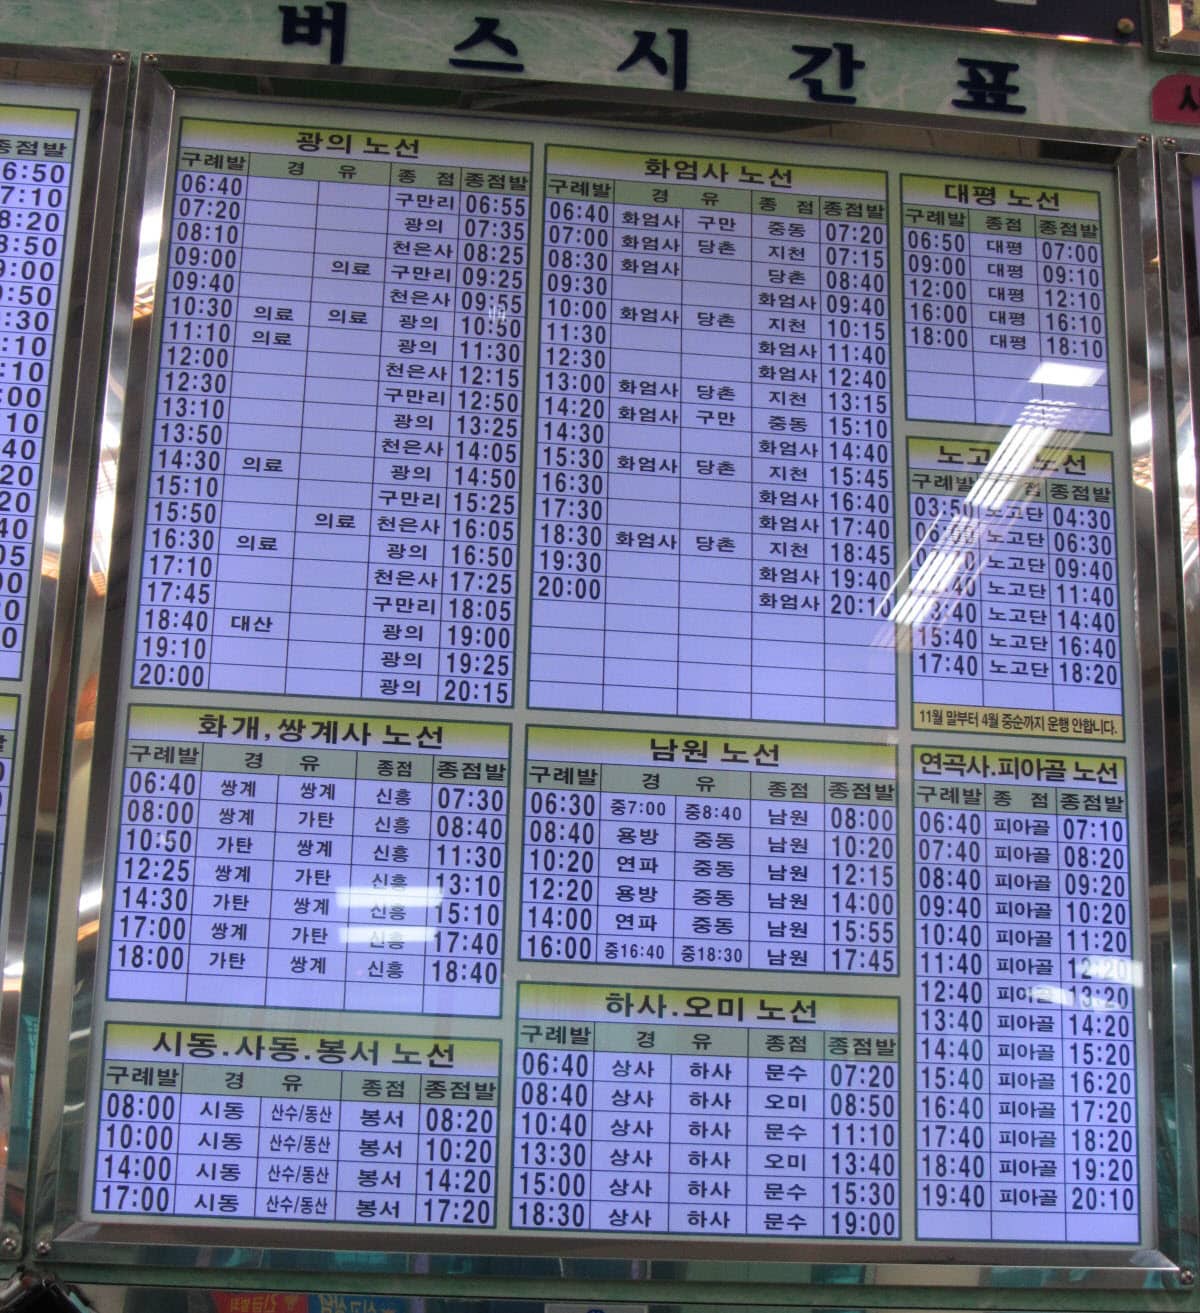 버스시간표
광의 노선
구례발 경 유 종 점 종점발
06:40 구만리 06:55
07:20 광의 07:35
08:10 천은사 08:25
09:00 의료 구만리 09:25
09:40 천은사 09:55
10:30 의료 의료 광의 10:50
11:10 의료 광의 11:30
12:00 천은사 12:15
12:30 구만리 12:50
13:10 광의 13:25
13:50 천은사 14:05
14:30 의료 광의 14:50
15:10 구만리 15:25
15:50 의료 천은사 16:05
16:30 의료 광의 16:50
17:10 천은사 17:25
17:45 구만리 18:05
18:40 대산 광의 19:00
19:10 광의 19:25
20:00 광의 20:15
화엄사 노선
구례발 경 유 종 점 종점발
06:40 화엄사 구만 중동 07:20
07:00 화엄사 당촌 지천 07:15
08:30 화엄사 당촌 08:40
09:30 화엄사 09:40
10:00 화엄사 당촌 지천 10:15
11:30 화엄사 11:40
12:30 화엄사 12:40
13:00 화엄사 당촌 지천 13:15
14:20 화엄사 구만 중동 15:10
14:30 화엄사 14:40
15:30 화엄사 당촌 지천 15:45
16:30 화엄사 16:40
17:30 화엄사 17:40
18:30 화엄사 당촌 지천 18:45
19:30 화엄사 19:40
20:00 화엄사 20:10
대평 노선
구례발 종점 종점발
06:50 대평 07:00
09:00 대평 09:10
12:00 대평 12:10
16:00 대평 16:10
18:00 대평 18:10
노고 노선
구례발 점 종점발
03:50 노고단 04:30
노고단 06:30
노고단 09:40
노고단 11:40
노고단 14:40
15:40 노고단 16:40
17:40 노고단 18:20
11월 말부터 4월 중순까지 운행 안합니다.
화개,쌍계사 노선
구례발 경 유 종점 종점발
06:40 쌍계 쌍계 신흥 07:30
08:00 쌍계 가탄 신흥 08:40
10:50 가탄 쌍계 신흥 11:30
12:25 쌍계 가탄 신흥 13:10
14:30 가탄 쌍계 신흥 15:10
17:00 쌍계 가탄 신흥 17:40
18:00 가탄 쌍계 신흥 18:40
남원 노선
구례발 경 유 종점 종점발
06:30 중7:00 중8:40 남원 08:00
08:40 용방 중동 남원 10:20
10:20 연파 중동 남원 12:15
12:20 용방 중동 남원 14:00
14:00 연파 중동 남원 15:55
16:00 중16:40 중18:30 남원 17:45
연곡사.피아골 노선
구례발 종 점 종점발
06:40 피아골 07:10
07:40 피아골 08:20
08:40 피아골 09:20
09:40 피아골 10:20
10:40 피아골 11:20
11:40 피아골 12:20
12:40 피아골 13:20
13:40 피아골 14:20
14:40 피아골 15:20
15:40 피아골 16:20
16:40 피아골 17:20
17:40 피아골 18:20
18:40 피아골 19:20
19:40 피아골 20:10
시동.사동.봉서 노선
구례발 경 유 종점 종점발
08:00 시동 산수/동산 봉서 08:20
10:00 시동 산수/동산 봉서 10:20
14:00 시동 산수/동산 봉서 14:20
17:00 시동 산수/동산 봉서 17:20
하사.오미 노선
구례발 경 유 종점 종점발
06:40 상사 하사 문수 07:20
08:40 상사 하사 오미 08:50
10:40 상사 하사 문수 11:10
13:30 상사 하사 오미 13:40
15:00 상사 하사 문수 15:30
18:30 상사 하사 문수 19:00